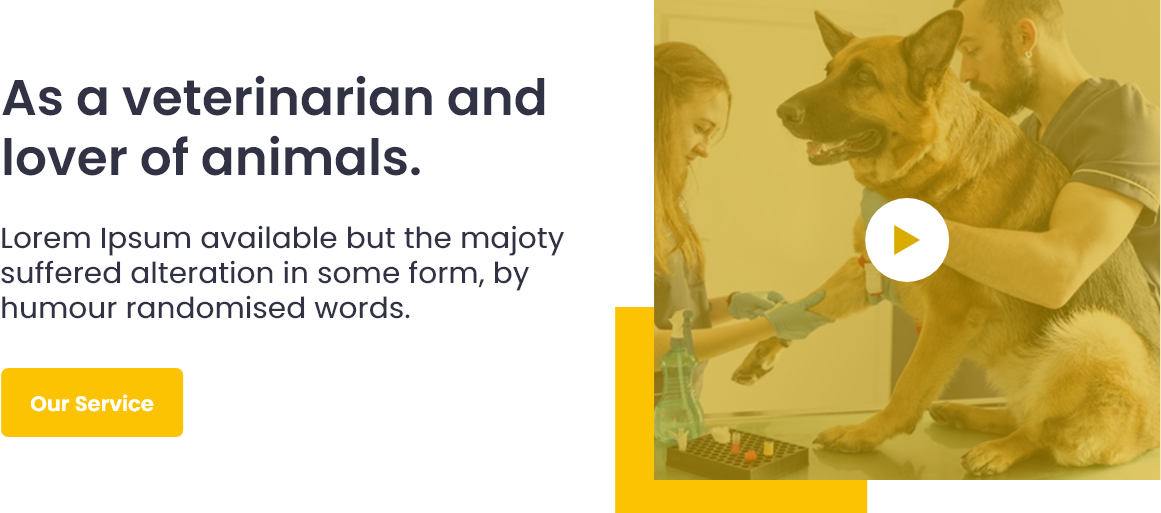 As a veterinarian and
lover of animals.
Lorem Ipsum available but the majoty
suffered alteration in some form, by
humour randomised words.
Our Service